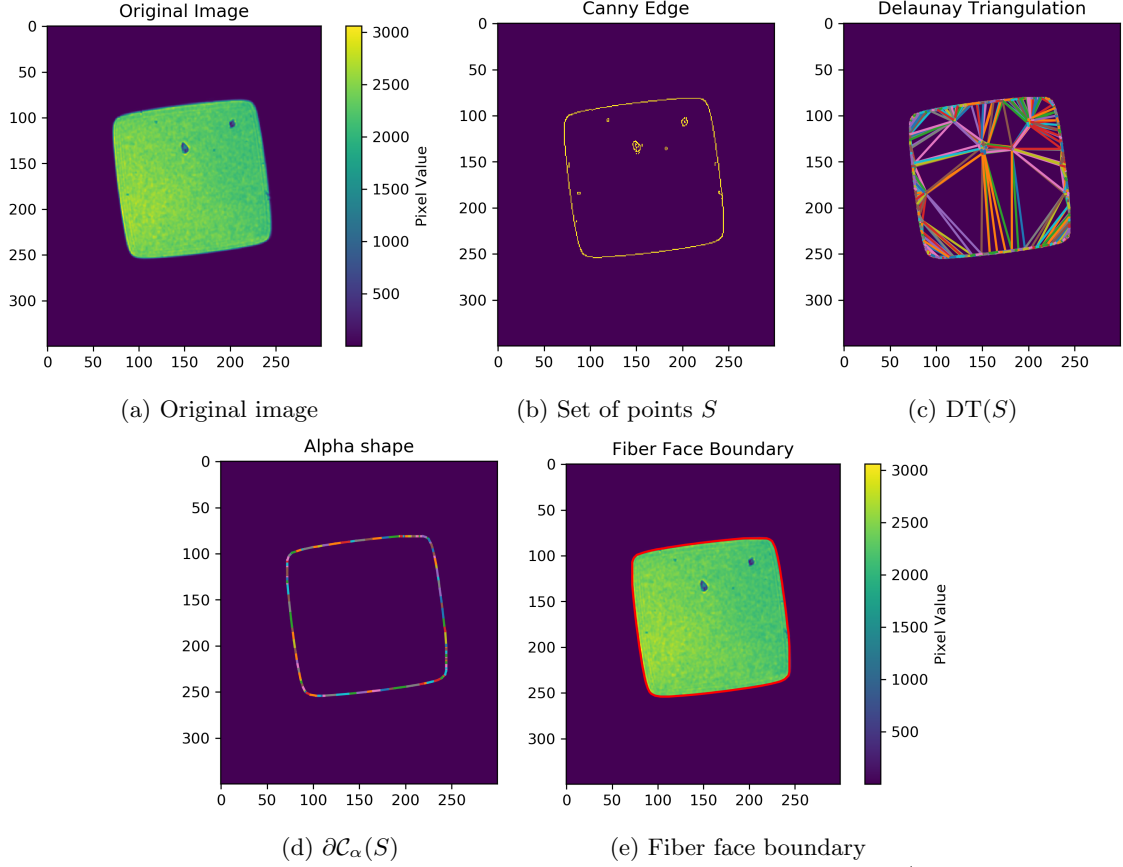 Original Image
Canny Edge
Delaunay Triangulation
0
50
100
150
200
250
300
0 50 100 150 200 250
3000
2500
2000
1500
1000
500
Pixel Value
0
50
100
150
200
250
300
0 50 100 150 200 250
0
50
100
150
200
250
300
0 50 100 150 200 250
(a) Original image
(b) Set of points S
(c) DT(S)
Alpha shape
Fiber Face Boundary
0
50
100
150
200
250
300
0 50 100 150 200 250
0
50
100
150
200
250
300
0 50 100 150 200 250
3000
2500
2000
1500
1000
500
Pixel Value
(d) ∂𝒞α(S)
(e) Fiber face boundary